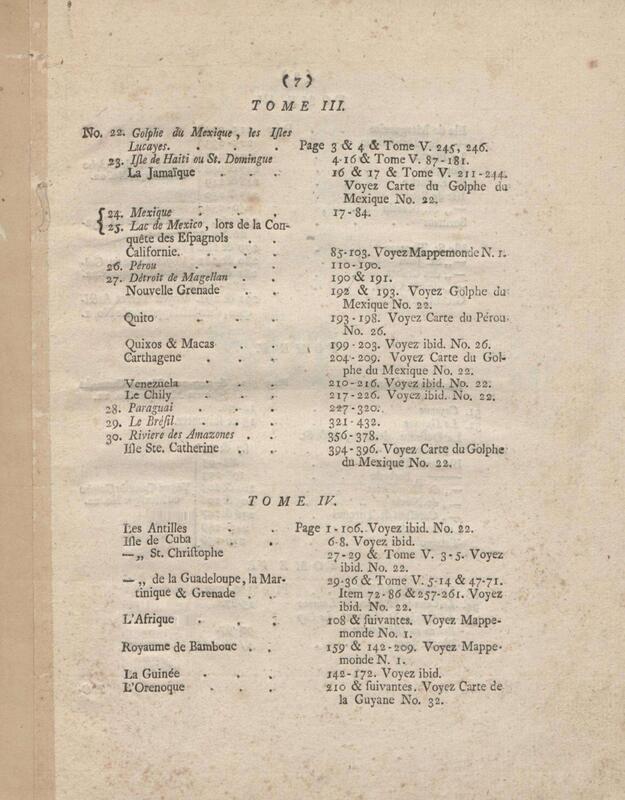 (7)
TOME III.
No. 22. Golphe du Mexique, les Isles
Lucayes. . . . Page 3 & 4 & Tome V. 245, 246.
23. Isle de Haiti ou St. Domingue 4-16 & Tome V. 87-181.
La Jamaïque . . . 16 & 17 & Tome V. 211-244.
Voyez Carte du Golphe du
Mexique No. 22.
24. Mexique . . . 17-84.
25. Lac de Mexico, lors de la Con-
quête des Espagnols . .
Californie. . . . 85-103. Voyez Mappemonde N. 1.
26. Pérou . . . 110-190.
27. Détroit de Magellan . . 190 & 191.
Nouvelle Grenade . . 192 & 193. Voyez Golphe du
Mexique No. 22.
Quito . . . 193-198. Voyez Carte du Pérou
No. 26.
Quixos & Macas . . 199-203. Voyez ibid. No. 26.
Carthagene . . . 204-209. Voyez Carte du Gol-
phe du Mexique No. 22.
Venezuela . . . 210-216. Voyez ibid. No. 22.
Le Chily . . . 217-226. Voyez ibid. No. 22.
28. Paraguai . . . 227-320.
29. Le Brésil . . . 321-432.
30. Riviere des Amazones . . 356-378.
Isle Ste. Catherine . . 394-396. Voyez Carte du Golphe
du Mexique No. 22.
TOME IV.
Les Antilles . . Page 1-106. Voyez ibid. No. 22.
Isle de Cuba . . 6-8. Voyez ibid.
—„ St. Christophe 27-29 & Tome V. 3-5. Voyez
ibid. No. 22.
—„ de la Guadeloupe, la Mar- 29-36 & Tome V. 5-14 & 47-71.
tinique & Grenade . . Item 72-86 & 257-261. Voyez
ibid. No. 22.
L'Afrique . . . 108 & suivantes. Voyez Mappe-
monde No. 1.
Royaume de Bambouc . . 159 & 142-209. Voyez Mappe-
monde N. 1.
La Guinée . . . 142-172. Voyez ibid.
L'Orenoque . . . 210 & suivantes. Voyez Carte de
la Guyane No. 32.